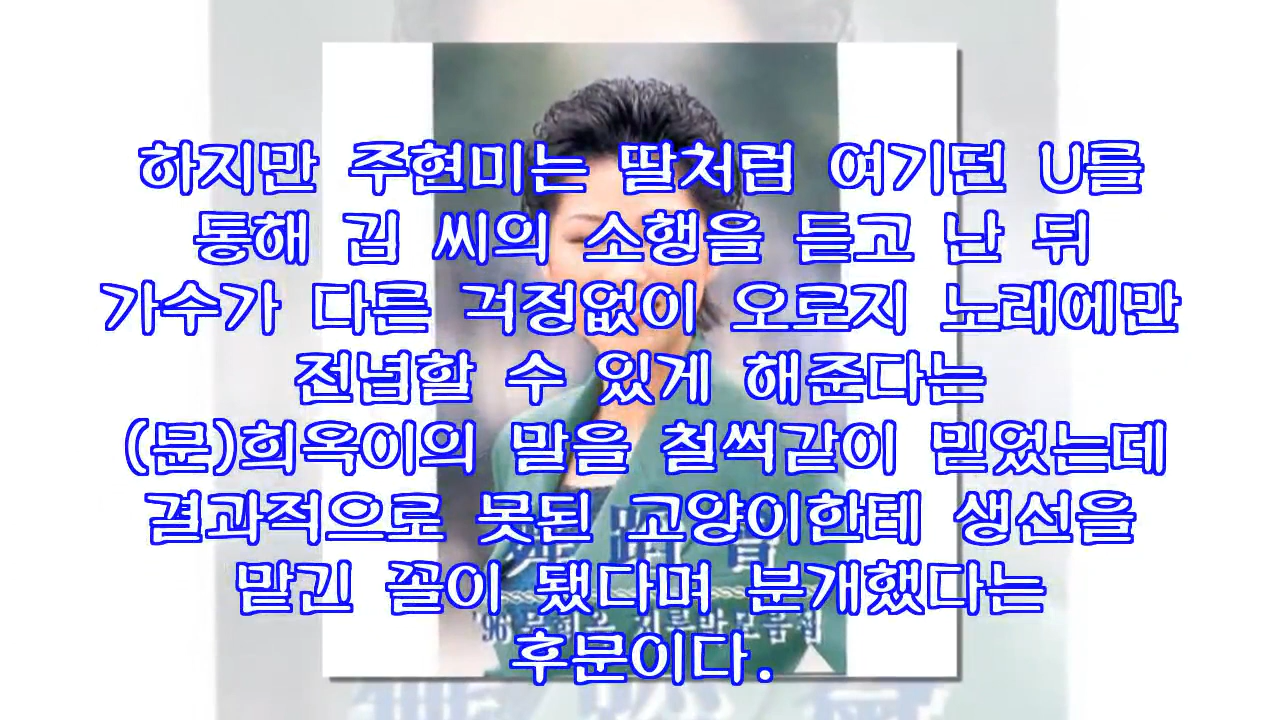 하지만 주현미는 딸처럼 여기던 U를
통해 김 씨의 소행을 듣고 난 뒤
가수가 다른 걱정없이 오로지 노래에만
전념할 수 있게 해준다는
(문)희옥이의 말을 철썩같이 믿었는데
결과적으로 못된 고양이한테 생선을
맡긴 꼴이 됐다며 분개했다는
후문이다.
'96 문희옥